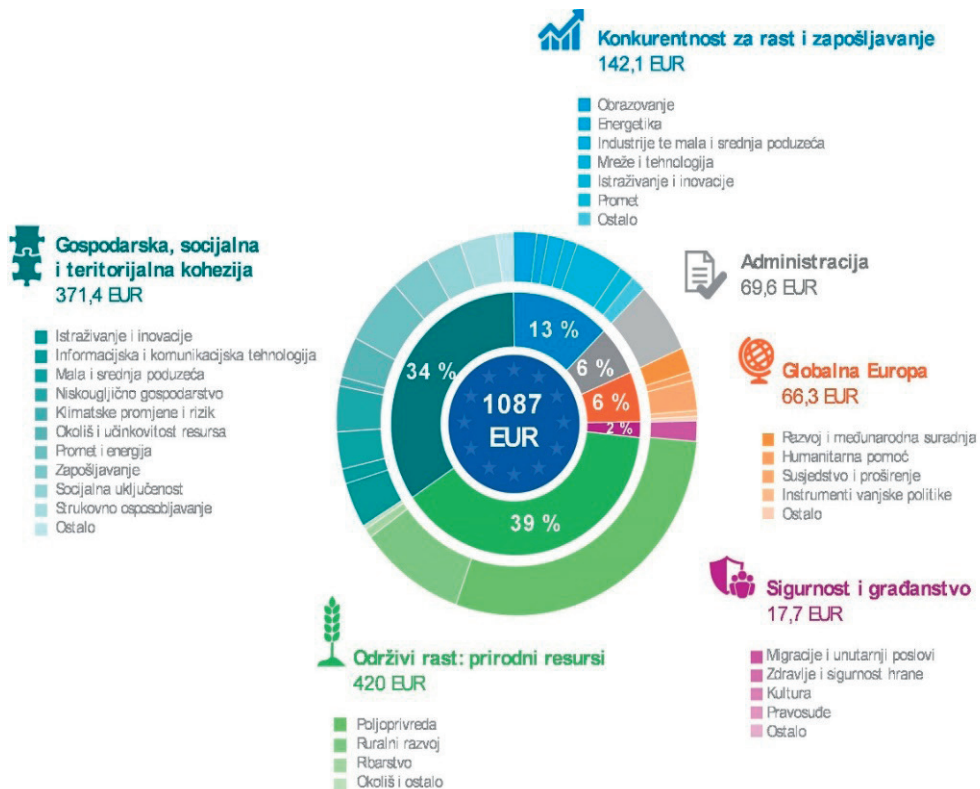 Konkurentnost za rast i zapošljavanje
142,1 EUR
Obrazovanje
Energetika
Industrije te mala i srednja poduzeća
Mreže i tehnologija
Istraživanje i inovacije
Promet
Ostalo
Gospodarska, socijalna
i teritorijalna kohezija
371,4 EUR
Istraživanje i inovacije
Informacijska i komunikacijska tehnologija
Mala i srednja poduzeća
Niskougljično gospodarstvo
Klimatske promjene i rizik
Okoliš i učinkovitost resursa
Promet i energija
Zapošljavanje
Socijalna uključenost
Strukovno osposobljavanje
Ostalo
Administracija
69,6 EUR
13 %
6 %
34 %
6 %
2 %
39 %
1087
EUR
Globalna Europa
66,3 EUR
Razvoj i međunarodna suradnja
Humanitarna pomoć
Susjedstvo i proširenje
Instrumenti vanjske politike
Ostalo
Sigurnost i građanstvo
17,7 EUR
Migracije i unutarnji poslovi
Zdravlje i sigurnost hrane
Kultura
Pravosuđe
Ostalo
Održivi rast: prirodni resursi
420 EUR
Poljoprivreda
Ruralni razvoj
Ribarstvo
Okoliš i ostalo